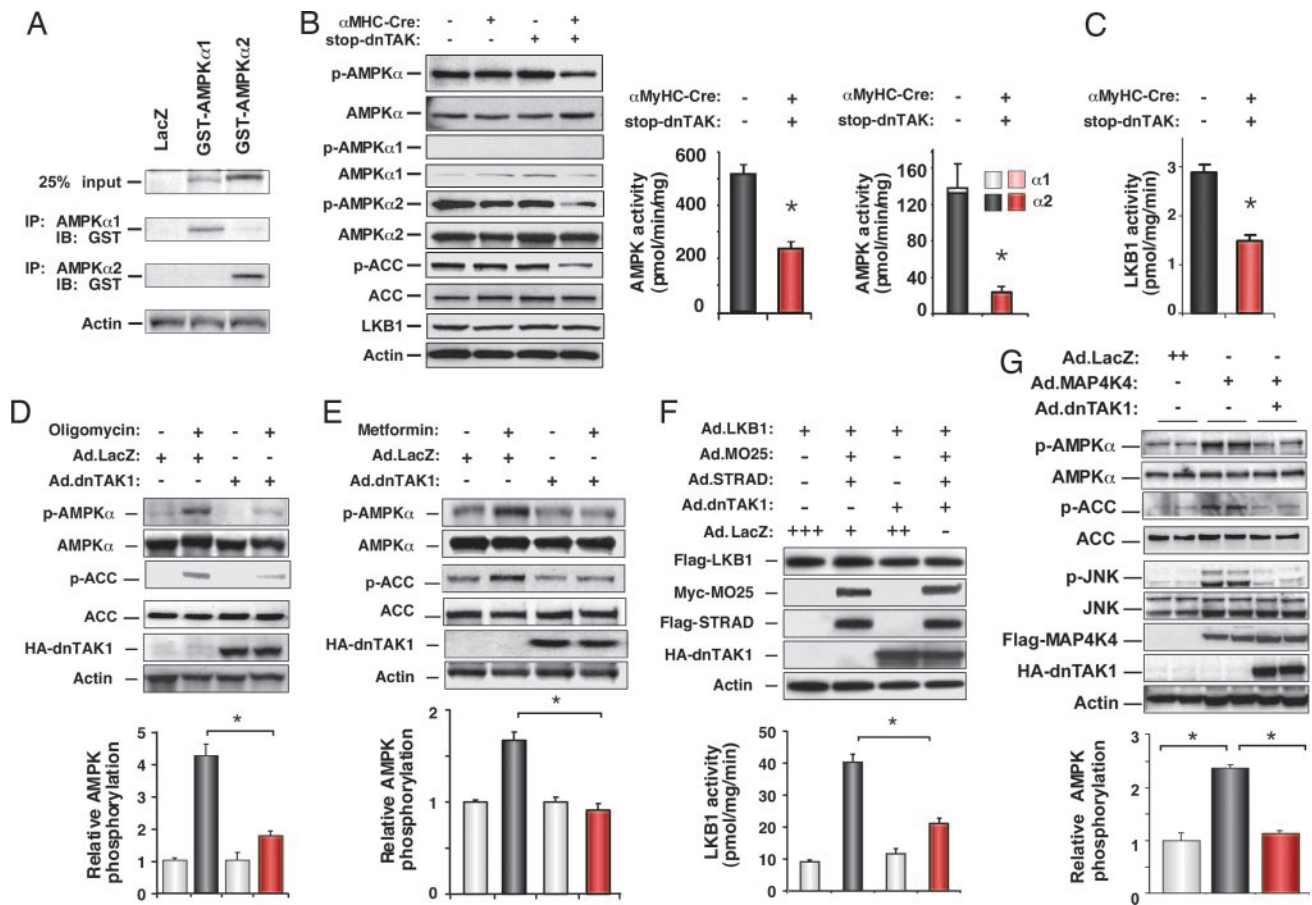 A
LacZ
GST-AMPKα1
GST-AMPKα2
25% input
IP: AMPKα1
IB: GST
IP: AMPKα2
IB: GST
Actin
B
αMHC-Cre: - + - +
stop-dnTAK: - - + +
p-AMPKα
AMPKα
p-AMPKα1
AMPKα1
p-AMPKα2
AMPKα2
p-ACC
ACC
LKB1
Actin
αMyHC-Cre: - +
stop-dnTAK: - +
AMPK activity
(pmol/min/mg)
600
400
200
0
*
αMyHC-Cre: - +
stop-dnTAK: - +
AMPK activity
(pmol/min/mg)
160
120
80
40
0
α1
α2
*
C
αMyHC-Cre: - +
stop-dnTAK: - +
LKB1 activity
(pmol/mg/min)
3
2
1
0
*
D
Oligomycin: - + - +
Ad.LacZ: + + - -
Ad.dnTAK1: - - + +
p-AMPKα
AMPKα
p-ACC
ACC
HA-dnTAK1
Actin
Relative AMPK
phosphorylation
5
4
3
2
1
0
*
E
Metformin: - + - +
Ad.LacZ: + + - -
Ad.dnTAK1: - - + +
p-AMPKα
AMPKα
p-ACC
ACC
HA-dnTAK1
Actin
Relative AMPK
phosphorylation
2
1
0
*
F
Ad.LKB1: + + + +
Ad.MO25: - + - +
Ad.STRAD: - + - +
Ad.dnTAK1: - - + +
Ad.LacZ: +++ + ++ -
Flag-LKB1
Myc-MO25
Flag-STRAD
HA-dnTAK1
Actin
LKB1 activity
(pmol/mg/min)
50
40
30
20
10
0
*
G
Ad.LacZ: ++ - -
Ad.MAP4K4: - + +
Ad.dnTAK1: - - +
p-AMPKα
AMPKα
p-ACC
ACC
p-JNK
JNK
Flag-MAP4K4
HA-dnTAK1
Actin
Relative AMPK
phosphorylation
3
2
1
0
* *